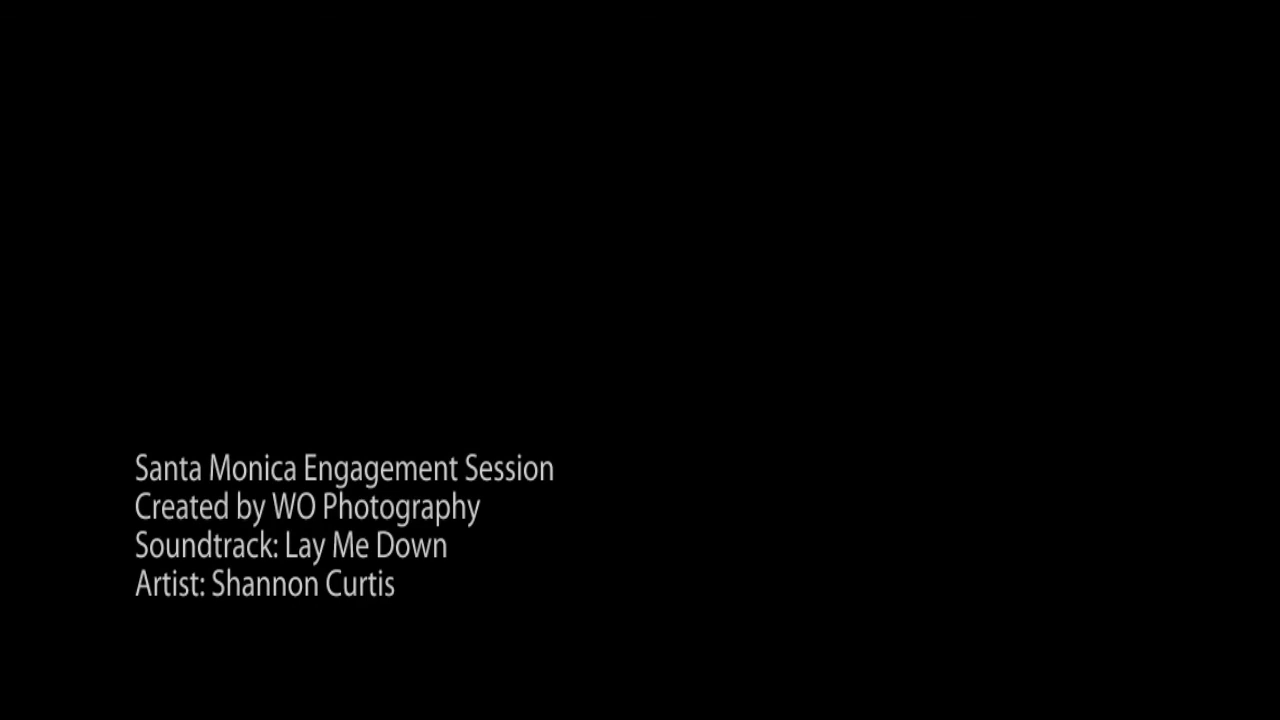 Santa Monica Engagement Session
Created by WO Photography
Soundtrack: Lay Me Down
Artist: Shannon Curtis